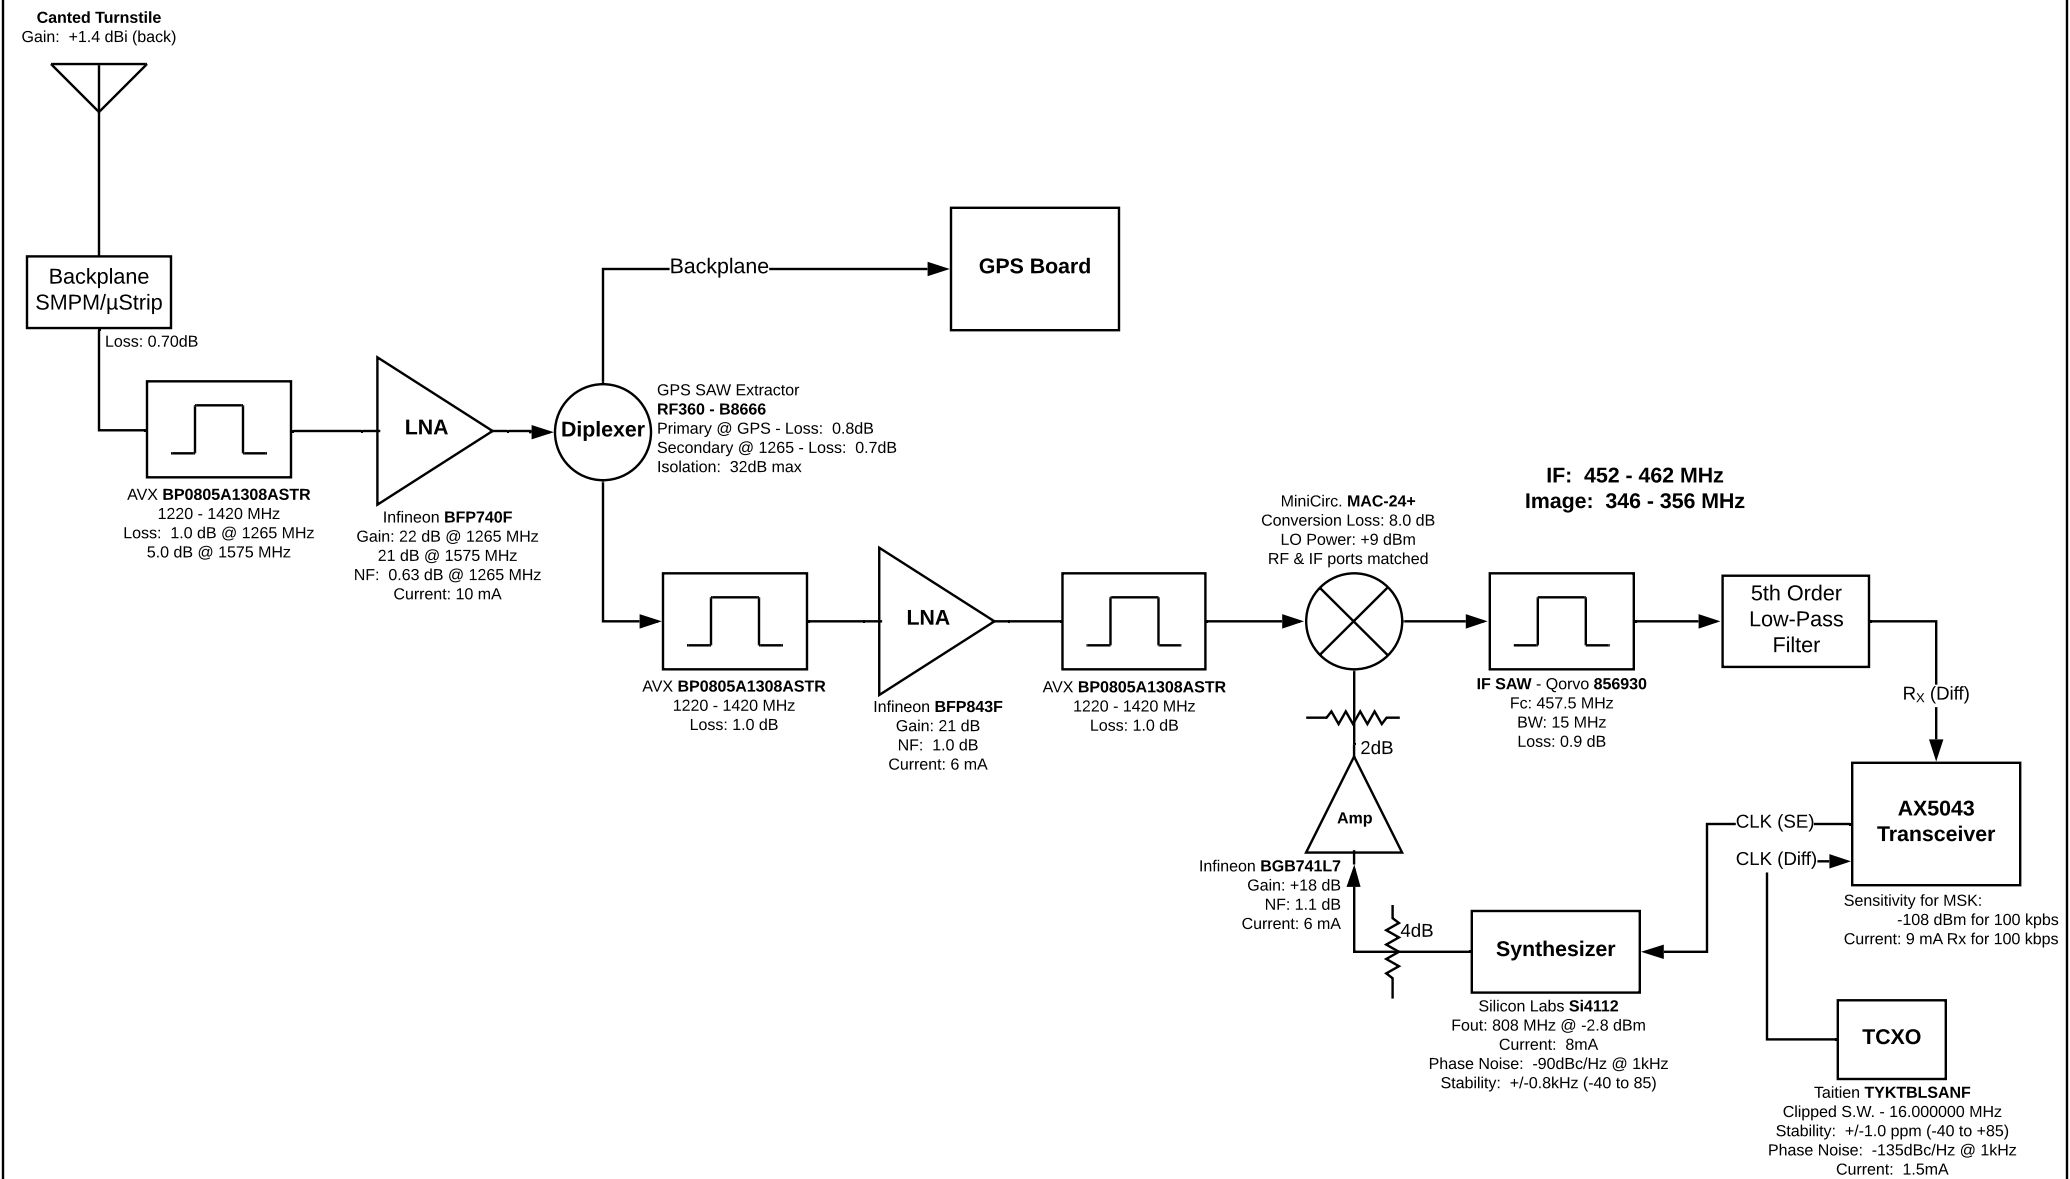 Canted Turnstile
Gain:  +1.4 dBi (back)
Backplane
SMPM/µStrip
Loss: 0.70dB
AVX BP0805A1308ASTR
1220 - 1420 MHz
Loss:  1.0 dB @ 1265 MHz
5.0 dB @ 1575 MHz
LNA
Infineon BFP740F
Gain: 22 dB @ 1265 MHz
21 dB @ 1575 MHz
NF:  0.63 dB @ 1265 MHz
Current: 10 mA
Diplexer
GPS SAW Extractor
RF360 - B8666
Primary @ GPS - Loss:  0.8dB
Secondary @ 1265 - Loss:  0.7dB
Isolation:  32dB max
Backplane
GPS Board
AVX BP0805A1308ASTR
1220 - 1420 MHz
Loss: 1.0 dB
LNA
Infineon BFP843F
Gain: 21 dB
NF:  1.0 dB
Current: 6 mA
AVX BP0805A1308ASTR
1220 - 1420 MHz
Loss: 1.0 dB
MiniCirc. MAC-24+
Conversion Loss: 8.0 dB
LO Power: +9 dBm
RF & IF ports matched
IF:  452 - 462 MHz
Image:  346 - 356 MHz
IF SAW - Qorvo 856930
Fc: 457.5 MHz
BW: 15 MHz
Loss: 0.9 dB
5th Order
Low-Pass
Filter
RX (Diff)
2dB
Amp
Infineon BGB741L7
Gain: +18 dB
NF: 1.1 dB
Current: 6 mA
4dB
Synthesizer
Silicon Labs Si4112
Fout: 808 MHz @ -2.8 dBm
Current:  8mA
Phase Noise:  -90dBc/Hz @ 1kHz
Stability:  +/-0.8kHz (-40 to 85)
CLK (SE)
CLK (Diff)
AX5043
Transceiver
Sensitivity for MSK:
-108 dBm for 100 kpbs
Current: 9 mA Rx for 100 kbps
TCXO
Taitien TYKTBLSANF
Clipped S.W. - 16.000000 MHz
Stability:  +/-1.0 ppm (-40 to +85)
Phase Noise:  -135dBc/Hz @ 1kHz
Current:  1.5mA